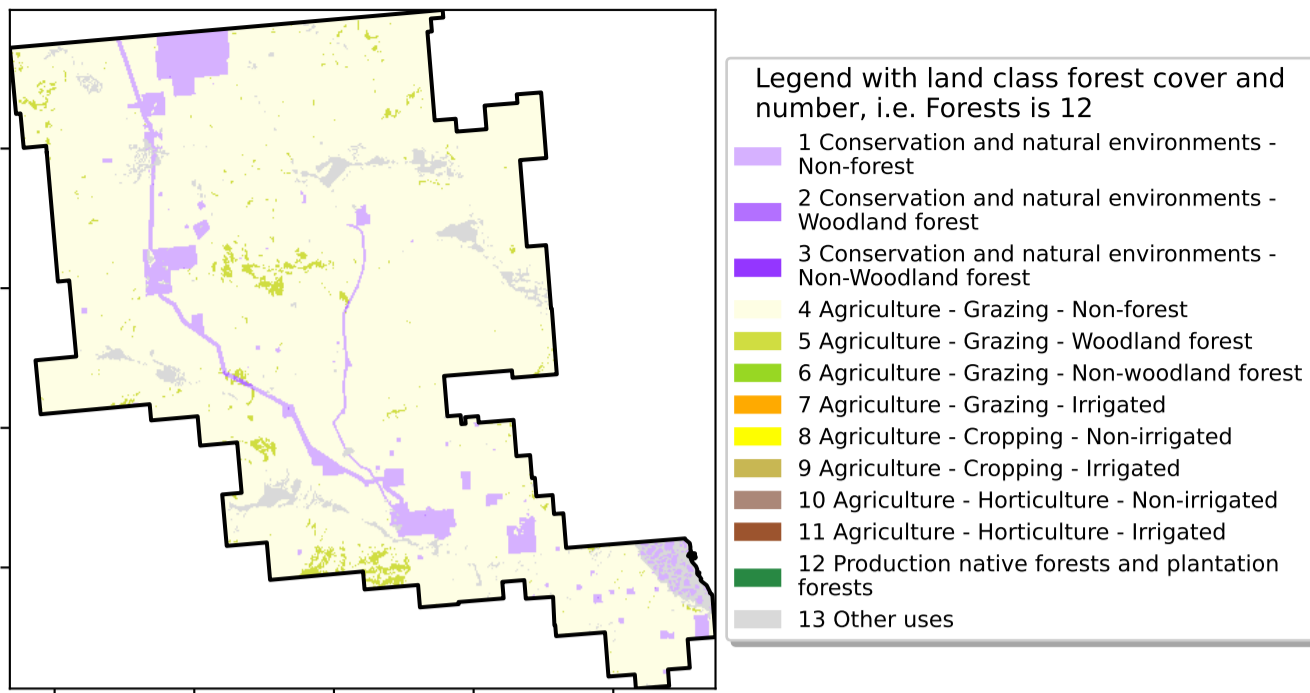 Legend with land class forest cover and
number, i.e. Forests is 12
1 Conservation and natural environments -
Non-forest
2 Conservation and natural environments -
Woodland forest
3 Conservation and natural environments -
Non-Woodland forest
4 Agriculture - Grazing - Non-forest
5 Agriculture - Grazing - Woodland forest
6 Agriculture - Grazing - Non-woodland forest
7 Agriculture - Grazing - Irrigated
8 Agriculture - Cropping - Non-irrigated
9 Agriculture - Cropping - Irrigated
10 Agriculture - Horticulture - Non-irrigated
11 Agriculture - Horticulture - Irrigated
12 Production native forests and plantation
forests
13 Other uses